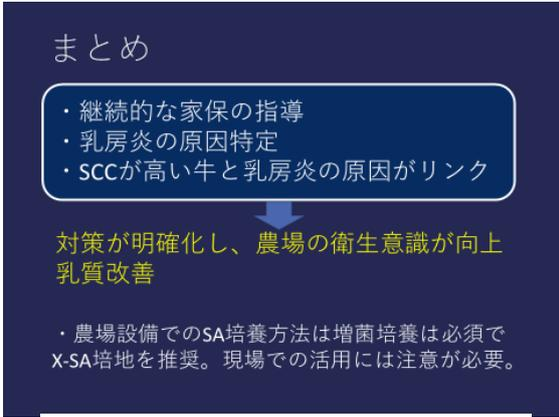 まとめ
・継続的な家保の指導
・乳房炎の原因特定
・SCCが高い牛と乳房炎の原因がリンク
対策が明確化し、農場の衛生意識が向上
乳質改善
・農場設備でのSA培養方法は増菌培養は必須で
X-SA培地を推奨。現場での活用には注意が必要。